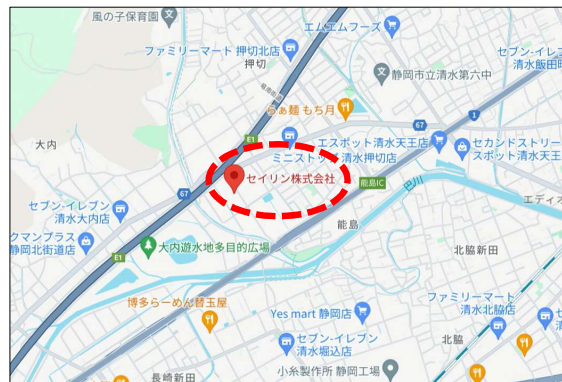 風の子保育園
エムエムフーズ
ファミリーマート 押切北店
押切
セブン-イレブン
清水飯田町
静岡市立清水第六中
らぁ麺 もち月
67
1
E1
大内
エスポット清水天王店
ミニストップ 清水押切店
セカンドストリート
スポット清水天王
セイリン株式会社
能島IC
巴川
67
セブン-イレブン
清水大内店
エディオ
クマンプラス
静岡北街道店
能島
大内遊水地多目的広場
E1
北脇新田
博多らーめん替玉屋
Yes mart 静岡店
ファミリーマート
清水北脇店
セブン-イレブン
清水堀込店
北脇
小糸製作所 静岡工場
長崎新田
セブン
清